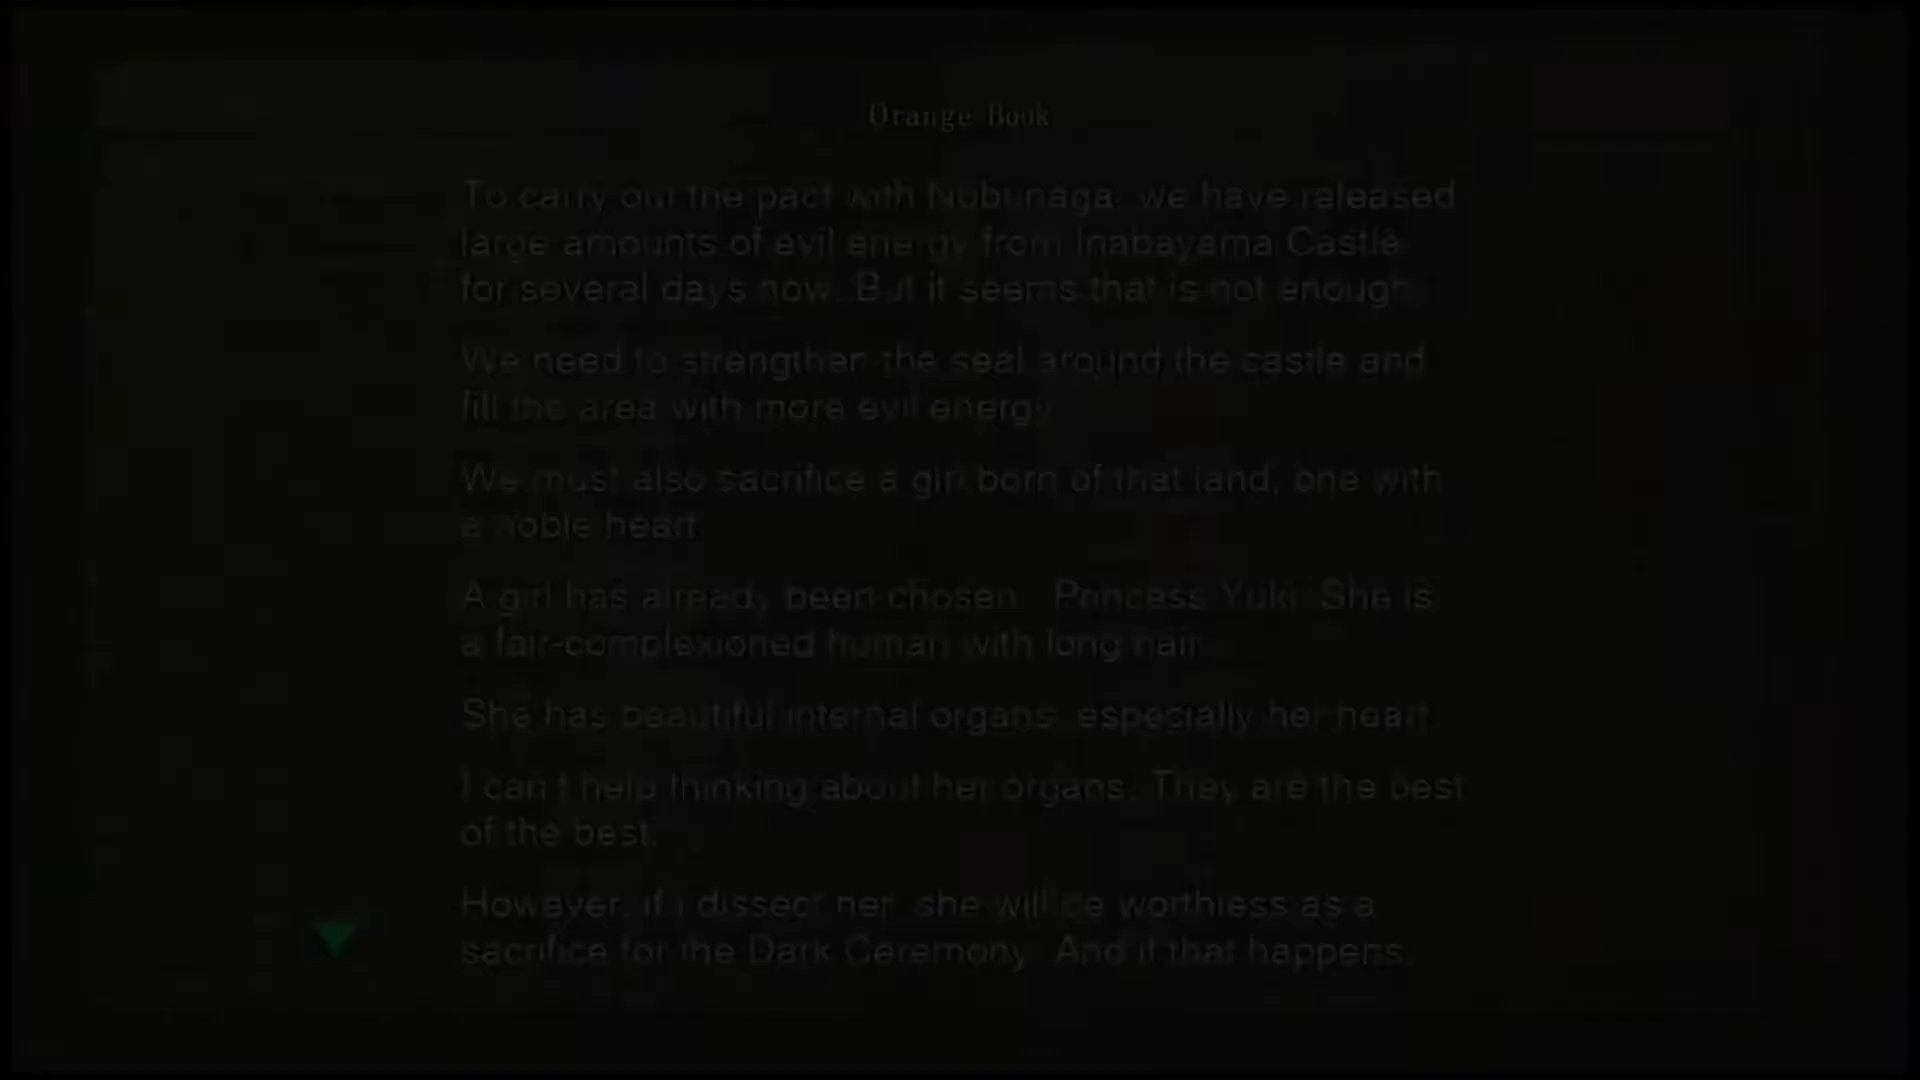 Orange Book
To carry out the pact with Nobunaga, we have released
large amounts of evil energy from Inabayama Castle
for several days now. But it seems that is not enough.
We need to strengthen the seal around the castle and
fill the area with more evil energy.
We must also sacrifice a girl born of that land, one with
a noble heart.
A girl has already been chosen. Princess Yuki. She is
a fair-complexioned human with long hair.
She has beautiful internal organs, especially her heart.
I can't help thinking about her organs. They are the best
of the best.
However, if I dissect her, she will be worthless as a
sacrifice for the Dark Ceremony. And if that happens,